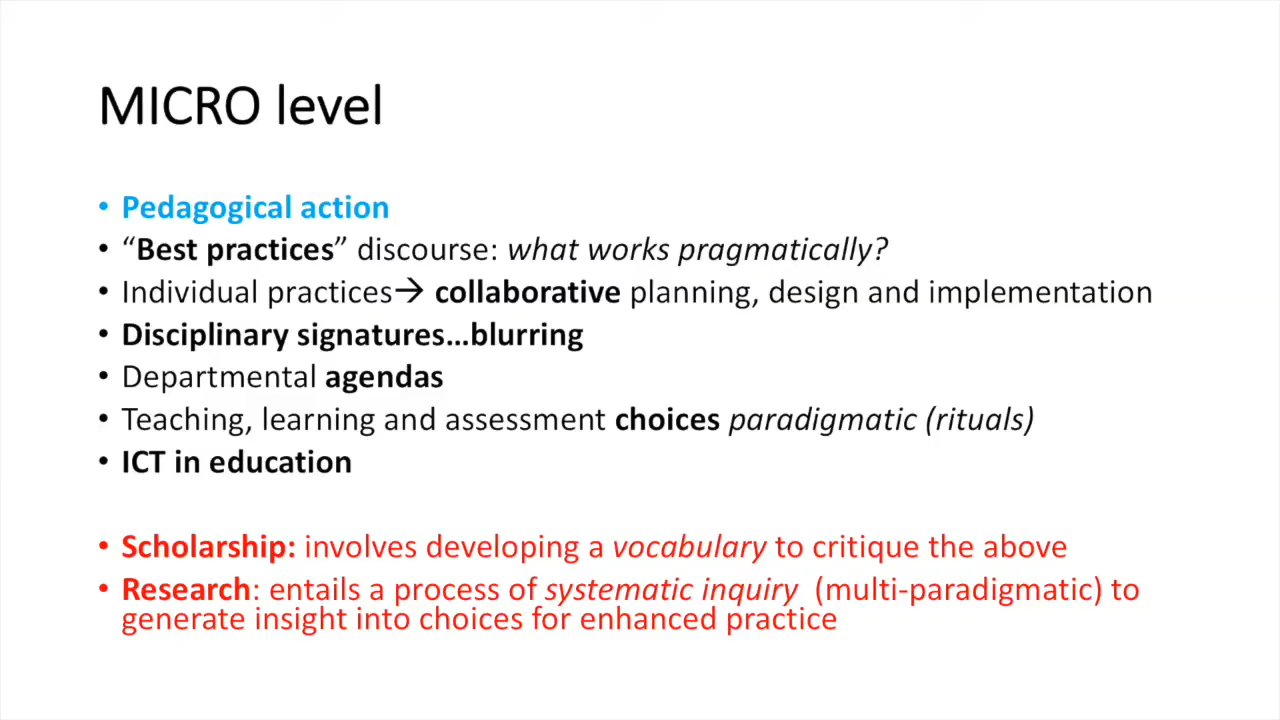 MICRO level
• Pedagogical action
• “Best practices” discourse: what works pragmatically?
• Individual practices→ collaborative planning, design and implementation
• Disciplinary signatures…blurring
• Departmental agendas
• Teaching, learning and assessment choices paradigmatic (rituals)
• ICT in education
• Scholarship: involves developing a vocabulary to critique the above
• Research: entails a process of systematic inquiry (multi-paradigmatic) to
generate insight into choices for enhanced practice